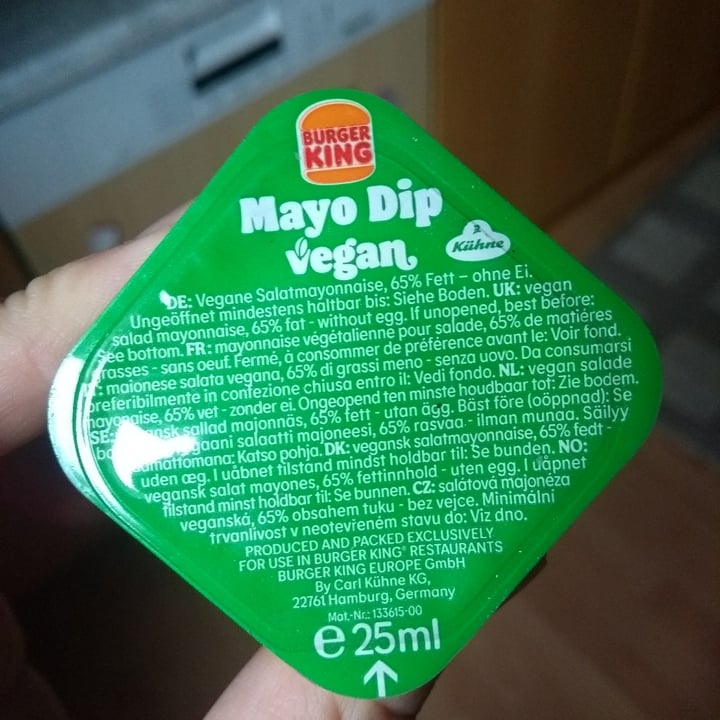 BURGER
KING
Mayo Dip
vegan
Kühne
DE: Vegane Salatmayonnaise, 65% Fett – ohne Ei.
Ungeöffnet mindestens haltbar bis: Siehe Boden. UK: vegan
salad mayonnaise, 65% fat - without egg. If unopened, best before:
See bottom. FR: mayonnaise végétalienne pour salade, 65% de matières
grasses - sans oeuf. Fermé, à consommer de préférence avant le: Voir fond.
maionese salata vegana, 65% di grassi meno - senza uovo. Da consumarsi
preferibilmente in confezione chiusa entro il: Vedi fondo. NL: vegan salade
mayonaise, 65% vet - zonder ei. Ongeopend ten minste houdbaar tot: Zie bodem.
SE: vegansk sallad majonnäs, 65% fett - utan ägg. Bäst före (oöppnad): Se
salaatti majoneesi, 65% rasvaa - ilman munaa. Säilyy
Katso pohja. DK: vegansk salatmayonnaise, 65% fedt -
uden æg. I uåbnet tilstand mindst holdbar til: Se bunden. NO:
vegansk salat mayones, 65% fettinnhold - uten egg. I uåpnet
tilstand minst holdbar til: Se bunnen. CZ: salátová majonéza
veganská, 65% obsahem tuku - bez vejce. Minimální
trvanlivost v neotevřeném stavu do: Viz dno.
PRODUCED AND PACKED EXCLUSIVELY
FOR USE IN BURGER KING® RESTAURANTS
BURGER KING EUROPE GmbH
By Carl Kühne KG,
22761 Hamburg, Germany
Mat.-Nr.: 133615-00
e 25ml